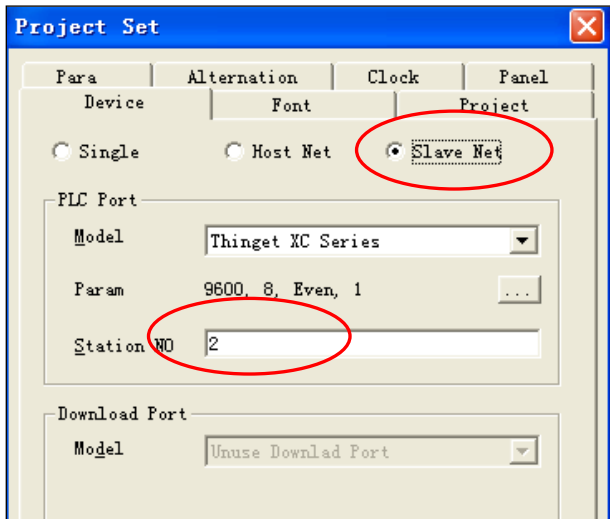 Project Set
Para Alternation Clock Panel
Device Font Project
Single Host Net Slave Net
PLC Port
Model Thinget XC Series
Param 9600, 8, Even, 1 ...
Station NO 2
Download Port
Model Unuse Downlad Port